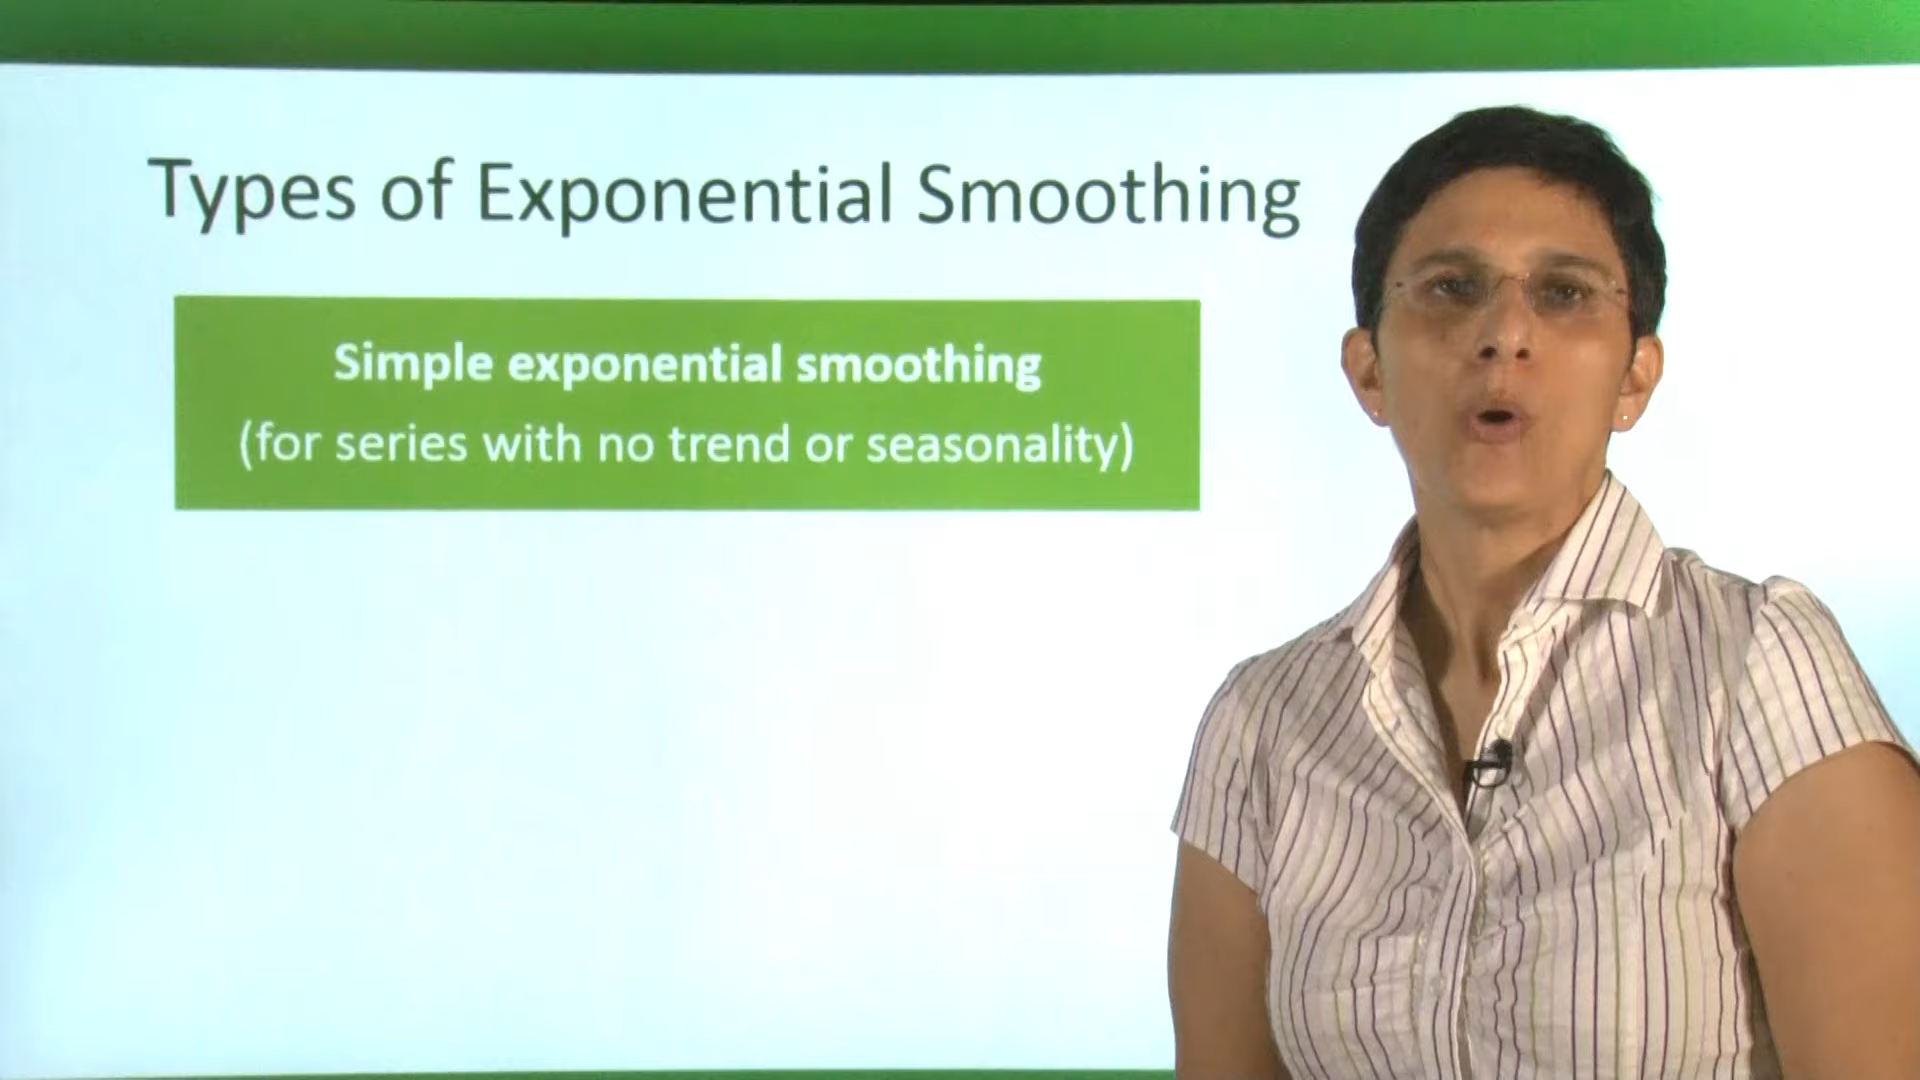 Types of Exponential Smoothing
Simple exponential smoothing
(for series with no trend or seasonality)